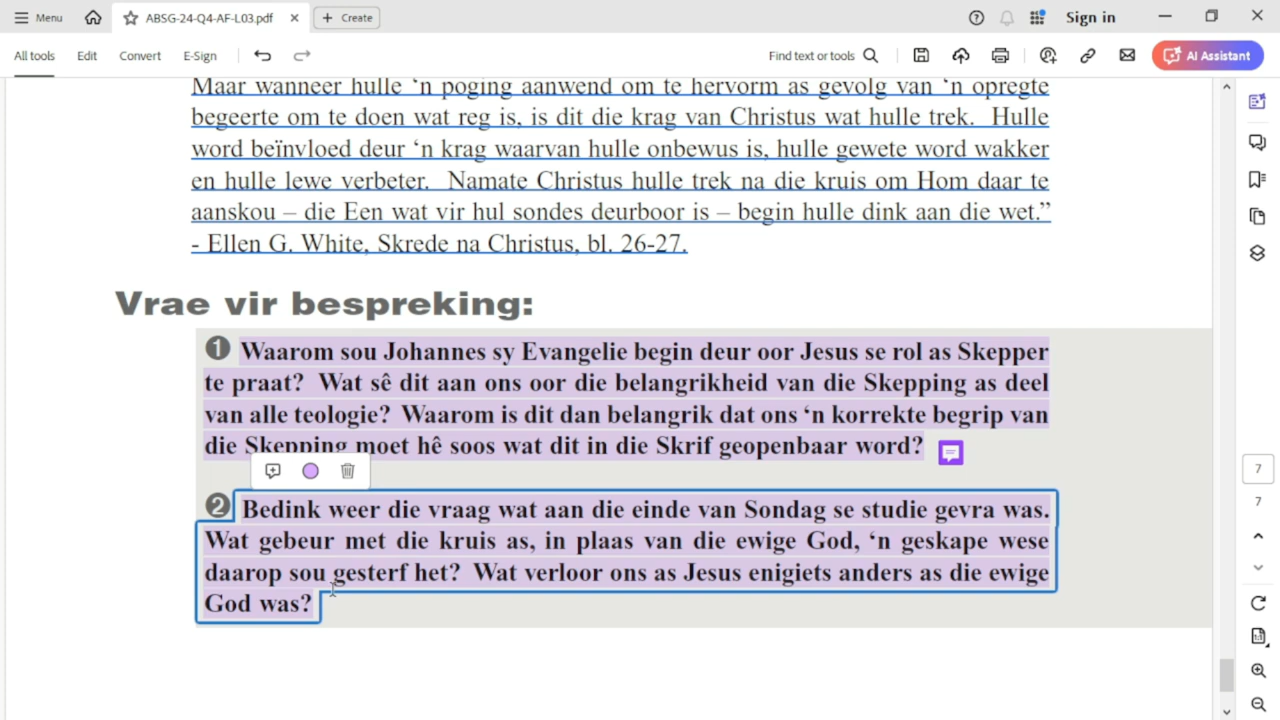 Menu
ABSG-24-Q4-AF-L03.pdf
Create
Sign in
All tools Edit Convert E-Sign
Find text or tools
AI Assistant
Maar wanneer hulle ‘n poging aanwend om te hervorm as gevolg van ‘n opregte
begeerte om te doen wat reg is, is dit die krag van Christus wat hulle trek. Hulle
word beïnvloed deur ‘n krag waarvan hulle onbewus is, hulle gewete word wakker
en hulle lewe verbeter. Namate Christus hulle trek na die kruis om Hom daar te
aanskou – die Een wat vir hul sondes deurboor is – begin hulle dink aan die wet.”
- Ellen G. White, Skrede na Christus, bl. 26-27.
Vrae vir bespreking:
1 Waarom sou Johannes sy Evangelie begin deur oor Jesus se rol as Skepper
te praat? Wat sê dit aan ons oor die belangrikheid van die Skepping as deel
van alle teologie? Waarom is dit dan belangrik dat ons ‘n korrekte begrip van
die Skepping moet hê soos wat dit in die Skrif geopenbaar word?
2 Bedink weer die vraag wat aan die einde van Sondag se studie gevra was.
Wat gebeur met die kruis as, in plaas van die ewige God, ‘n geskape wese
daarop sou gesterf het? Wat verloor ons as Jesus enigiets anders as die ewige
God was?
7
7